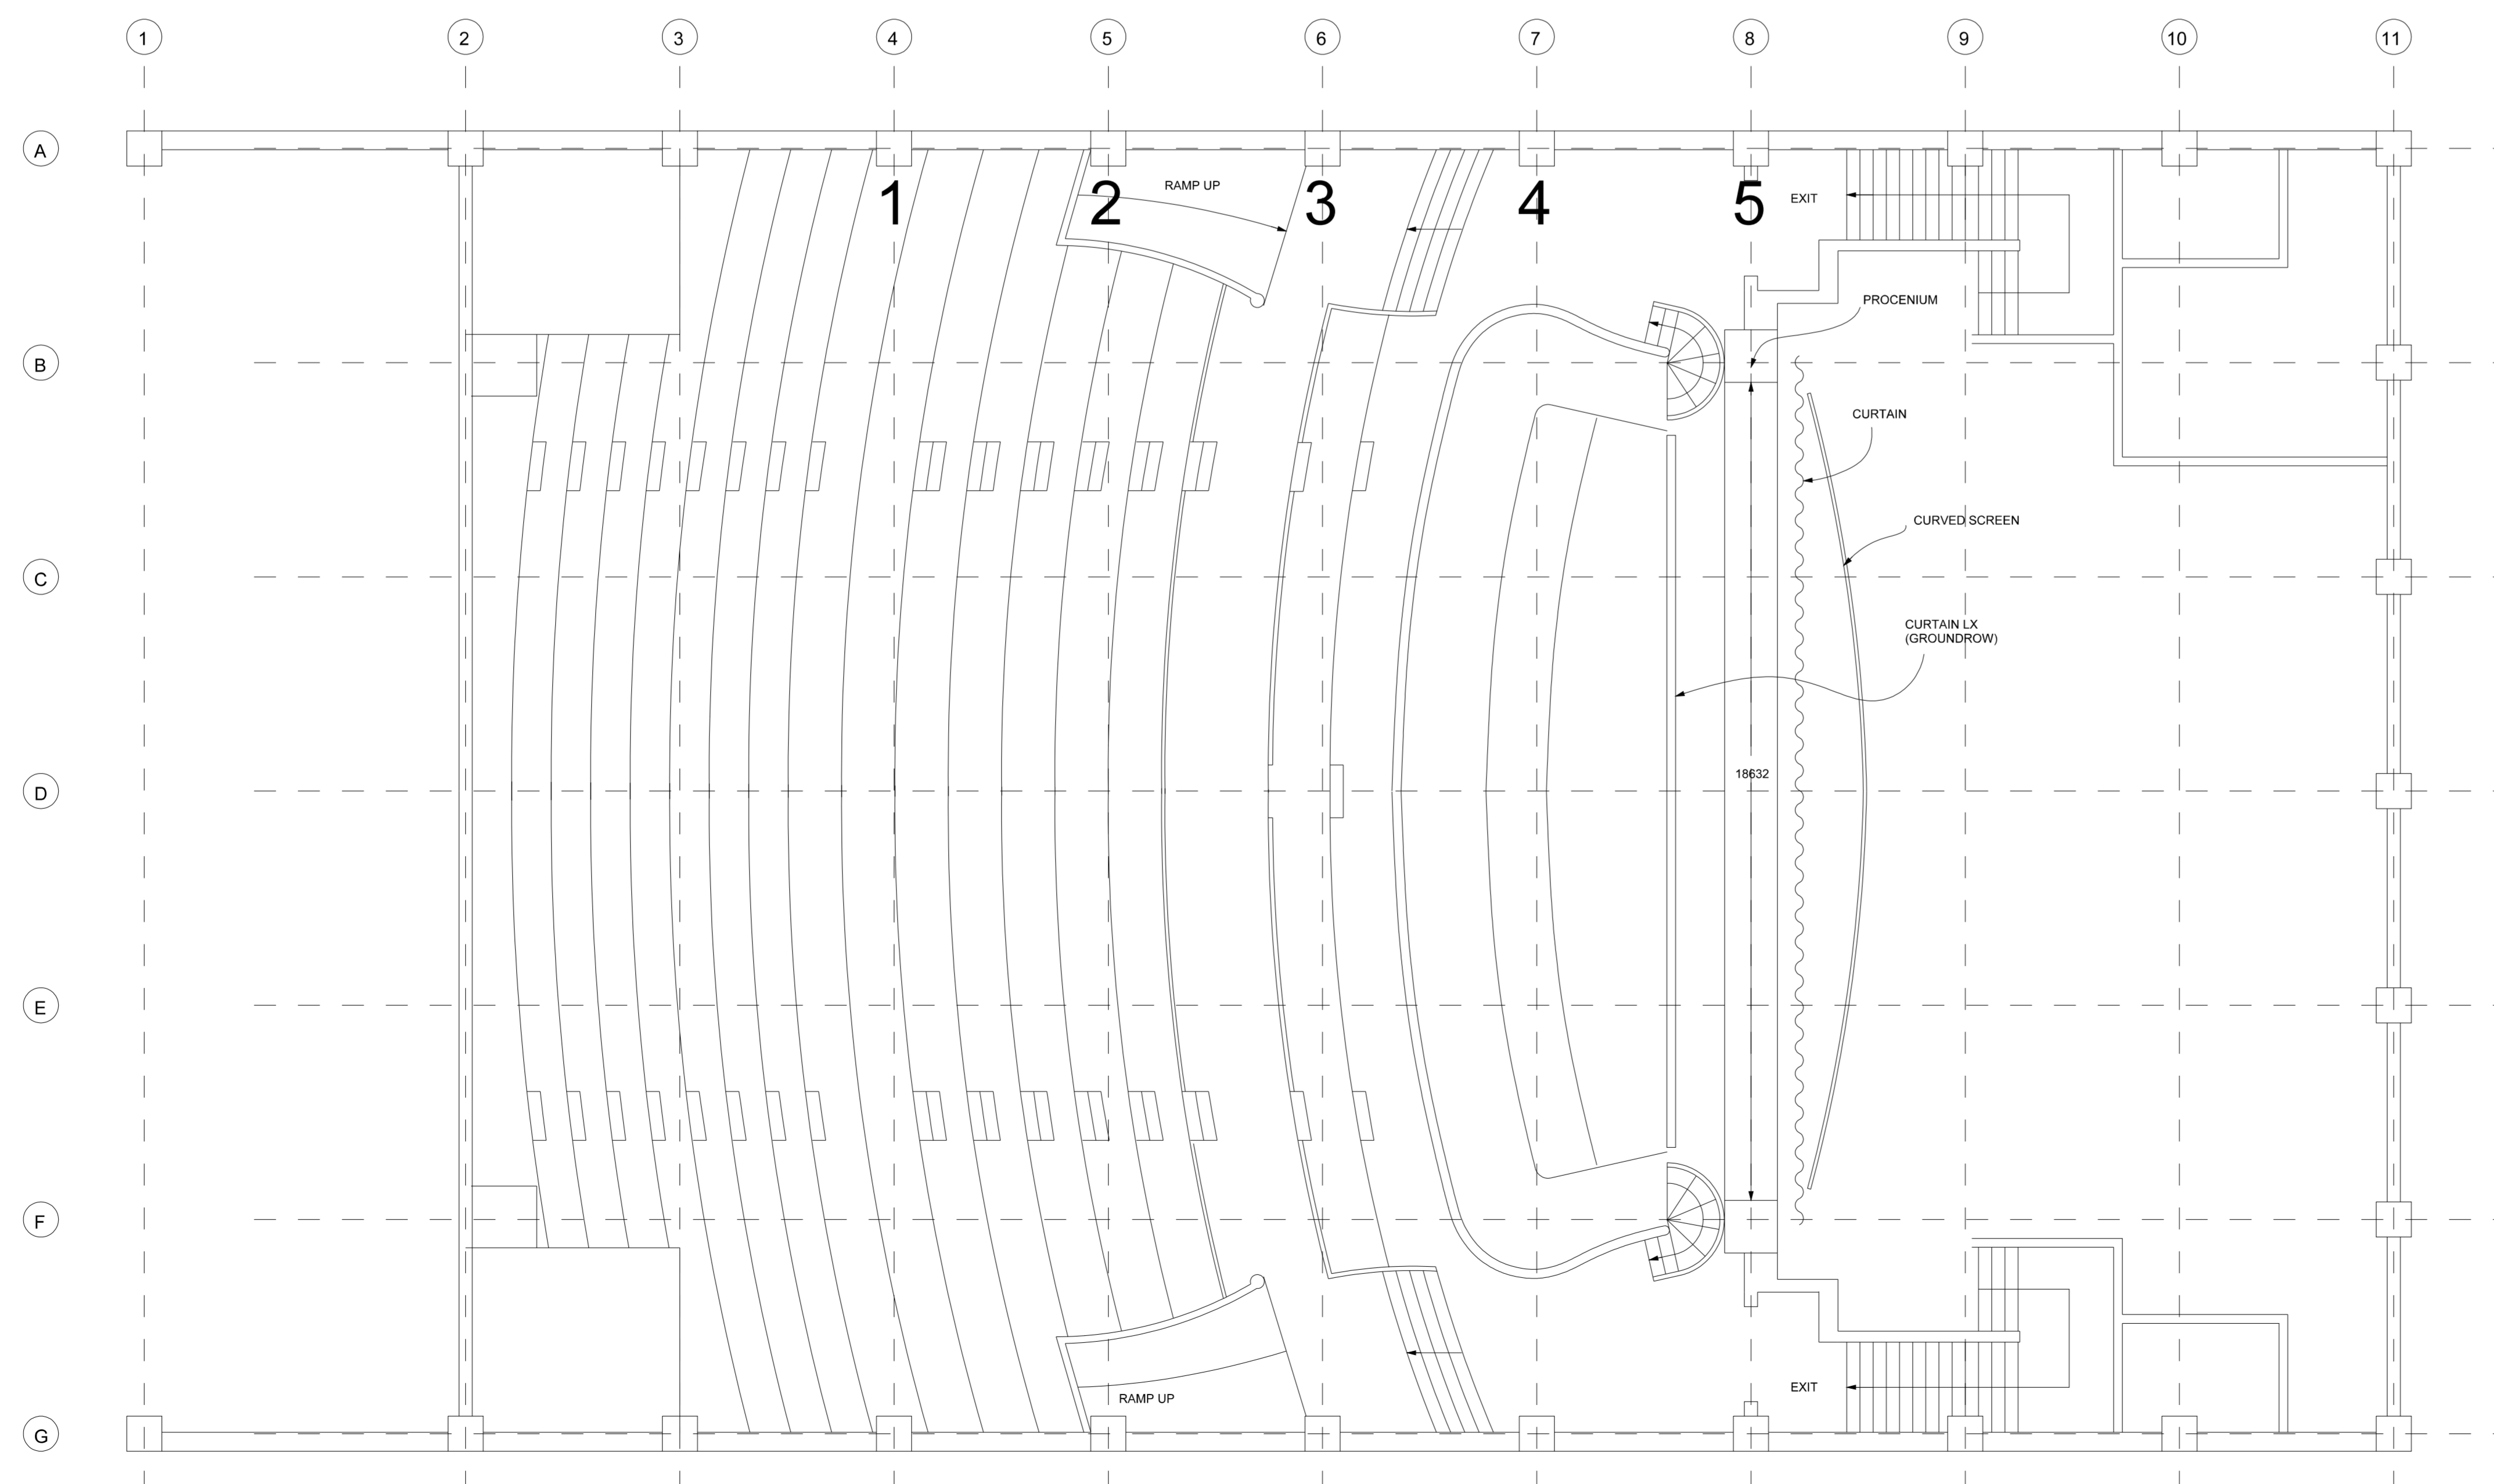 1 2 3 4 5 6 7 8 9 10 11
A
1 2 RAMP UP 3 4 5 EXIT
PROCENIUM
B
CURTAIN
CURVED SCREEN
C
CURTAIN LX
(GROUNDROW)
18632
D
E
F
EXIT
RAMP UP
G